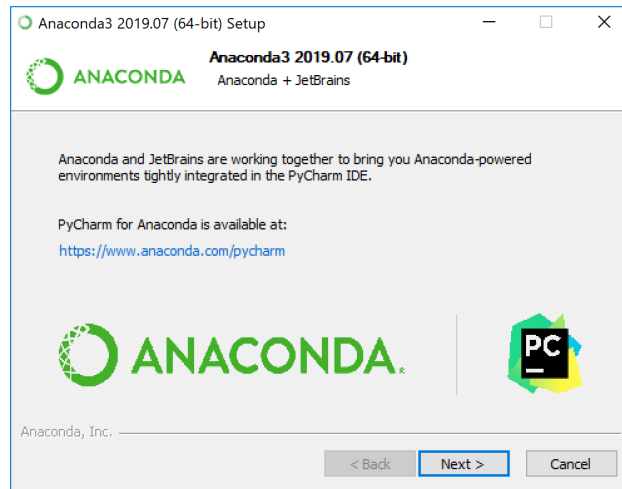 Anaconda3 2019.07 (64-bit) Setup
Anaconda3 2019.07 (64-bit)
ANACONDA
Anaconda + JetBrains
Anaconda and JetBrains are working together to bring you Anaconda-powered
environments tightly integrated in the PyCharm IDE.
PyCharm for Anaconda is available at:
https://www.anaconda.com/pycharm
ANACONDA®
PC
Anaconda, Inc.
< Back Next > Cancel